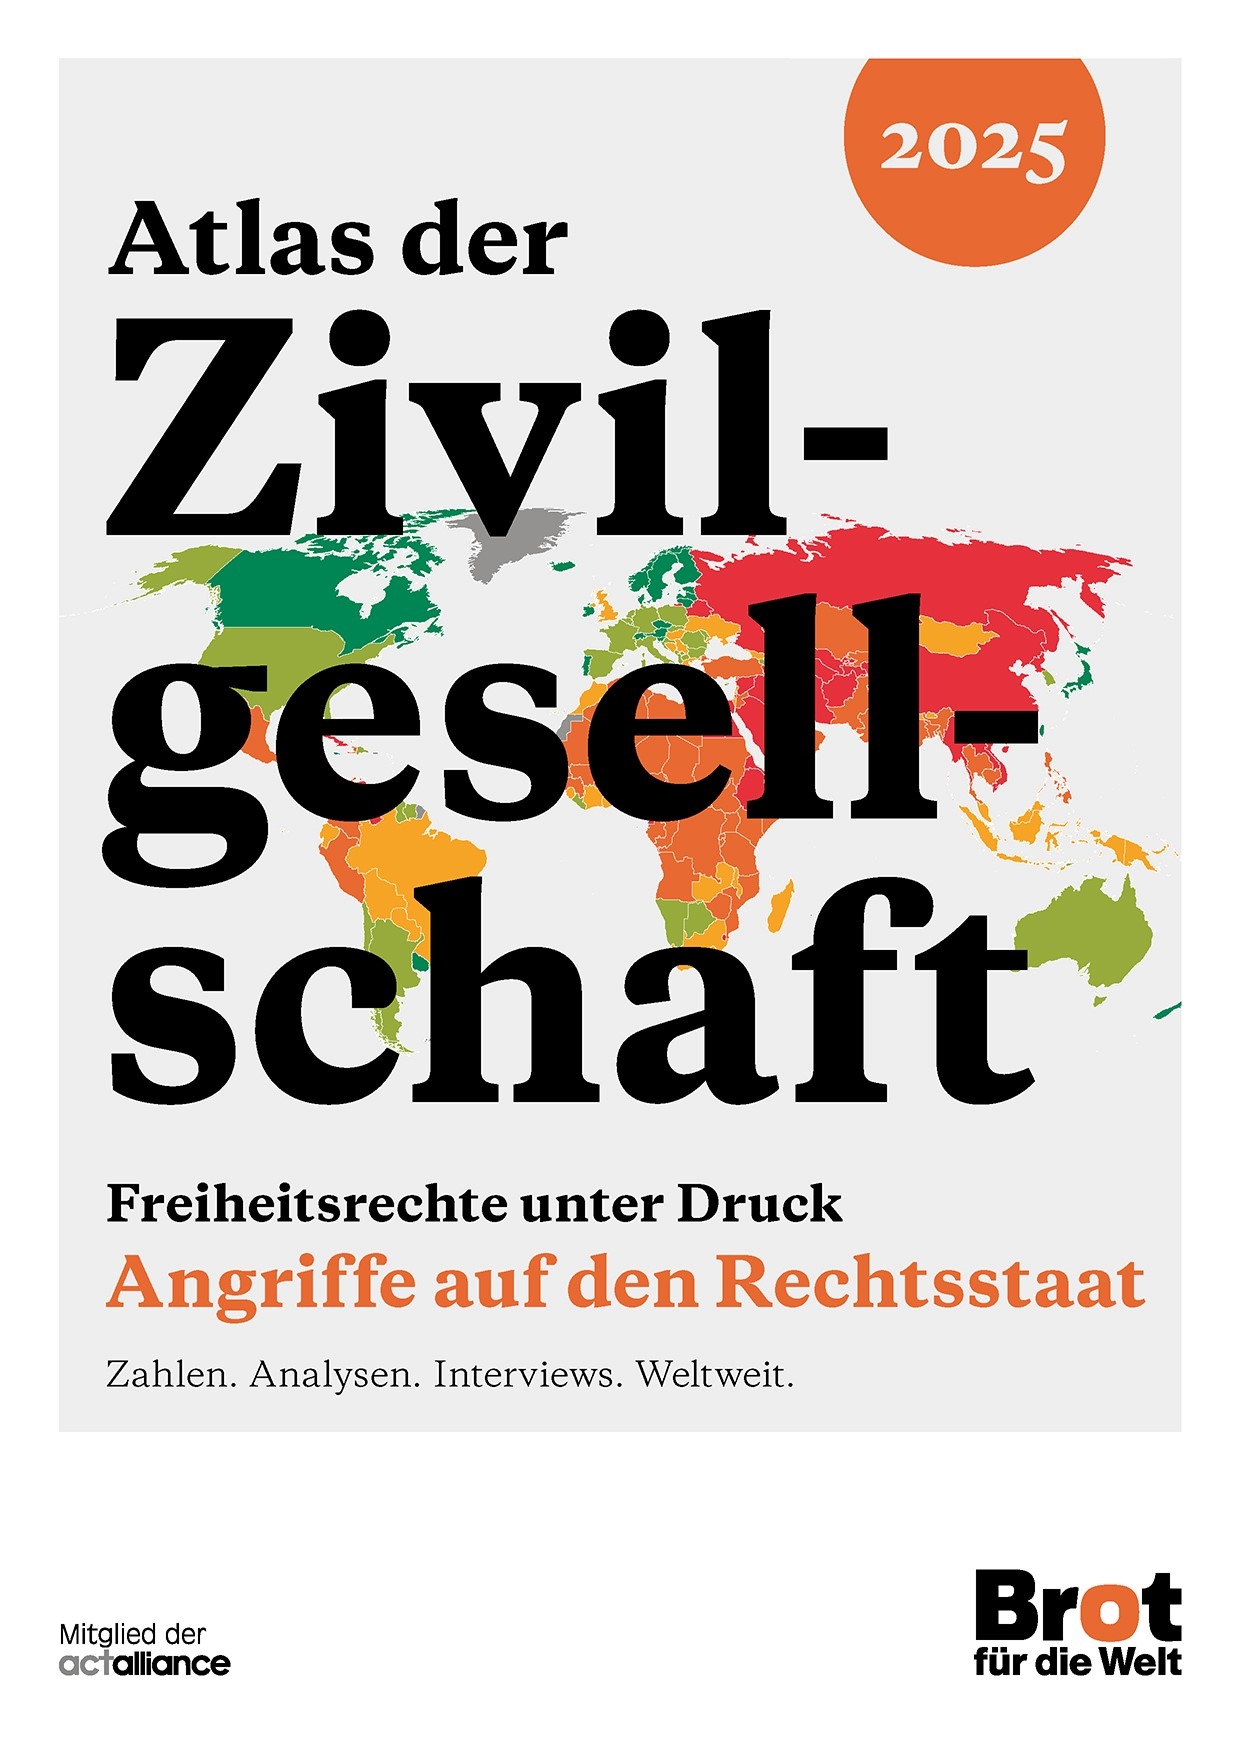 2025
Atlas der
Zivil-
gesell-
schaft
Freiheitsrechte unter Druck
Angriffe auf den Rechtsstaat
Zahlen. Analysen. Interviews. Weltweit.
Mitglied der
actalliance
Brot
für die Welt